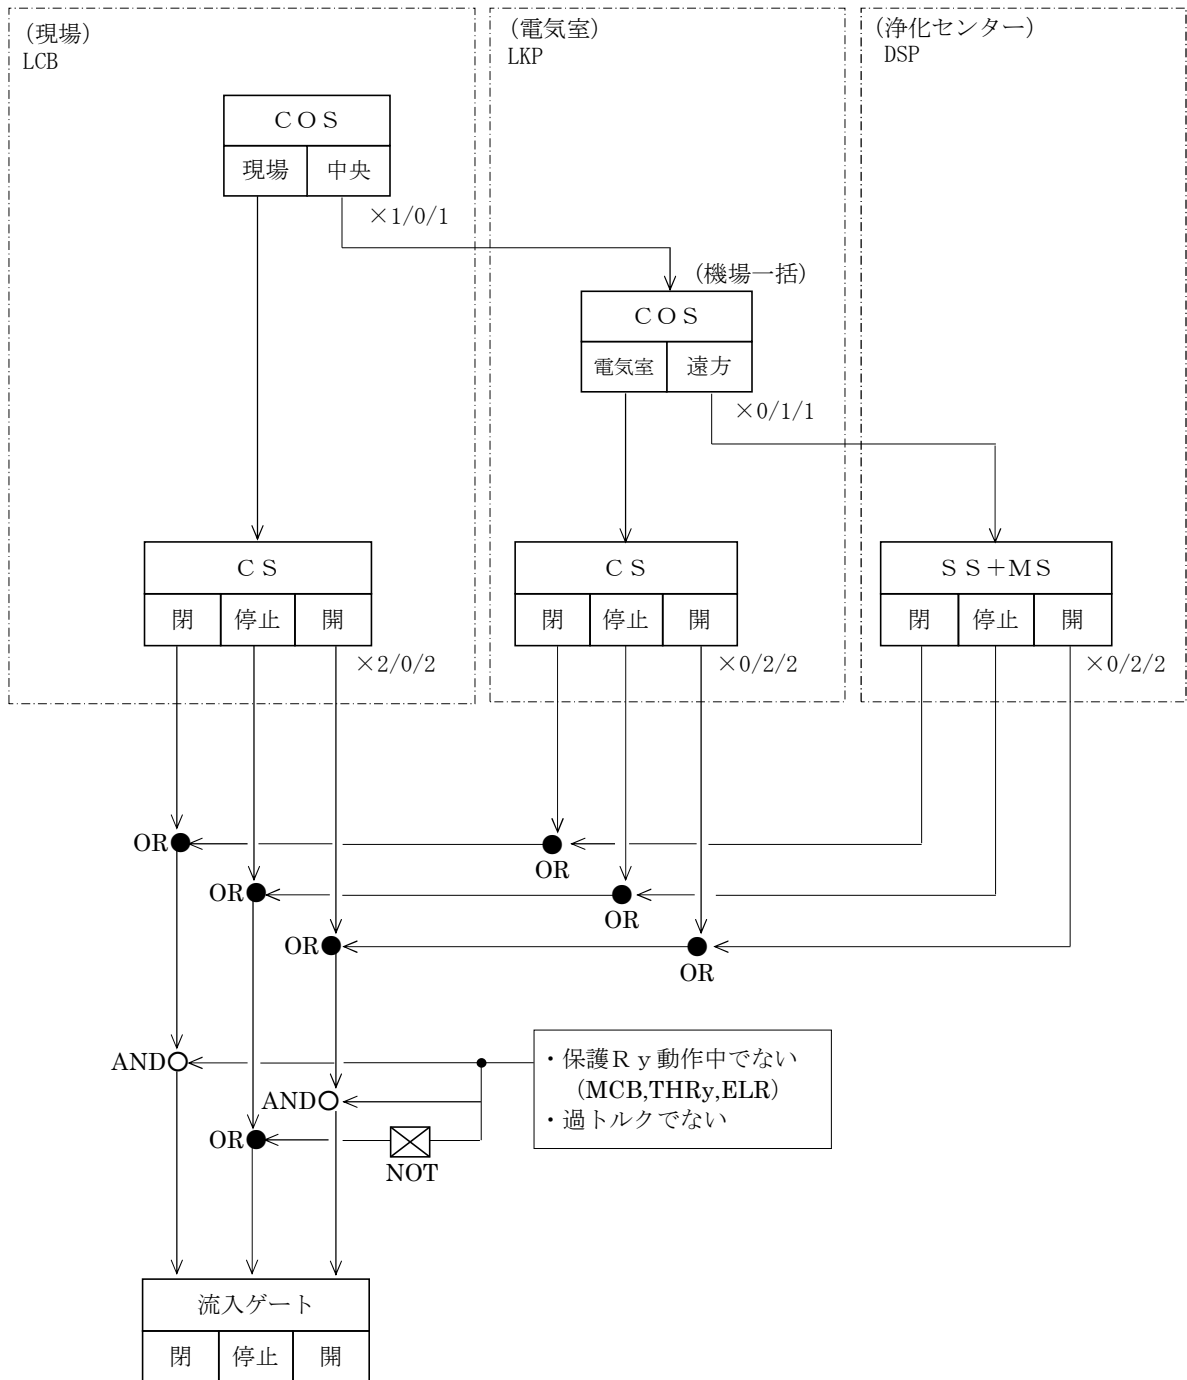 (現場)
LCB
(電気室)
LKP
(浄化センター)
DSP
ＣＯＳ
現場
中央
×1/0/1
(機場一括)
ＣＯＳ
電気室
遠方
×0/1/1
ＣＳ
閉
停止
開
×2/0/2
ＣＳ
閉
停止
開
×0/2/2
ＳＳ＋MＳ
閉
停止
開
×0/2/2
OR
OR
OR
OR
OR
OR
AND
AND
OR
NOT
・保護Ｒｙ動作中でない
(MCB,THRy,ELR)
・過トルクでない
流入ゲート
閉
停止
開